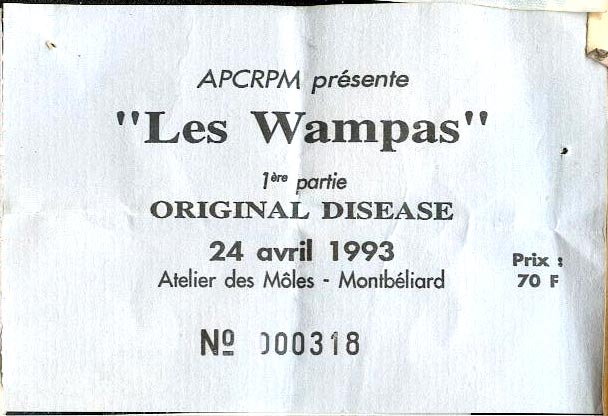 APCRPM présente
"Les Wampas"
1ère partie
ORIGINAL DISEASE
24 avril 1993
Atelier des Môles - Montbéliard
Prix :
70 F
Nº 000318